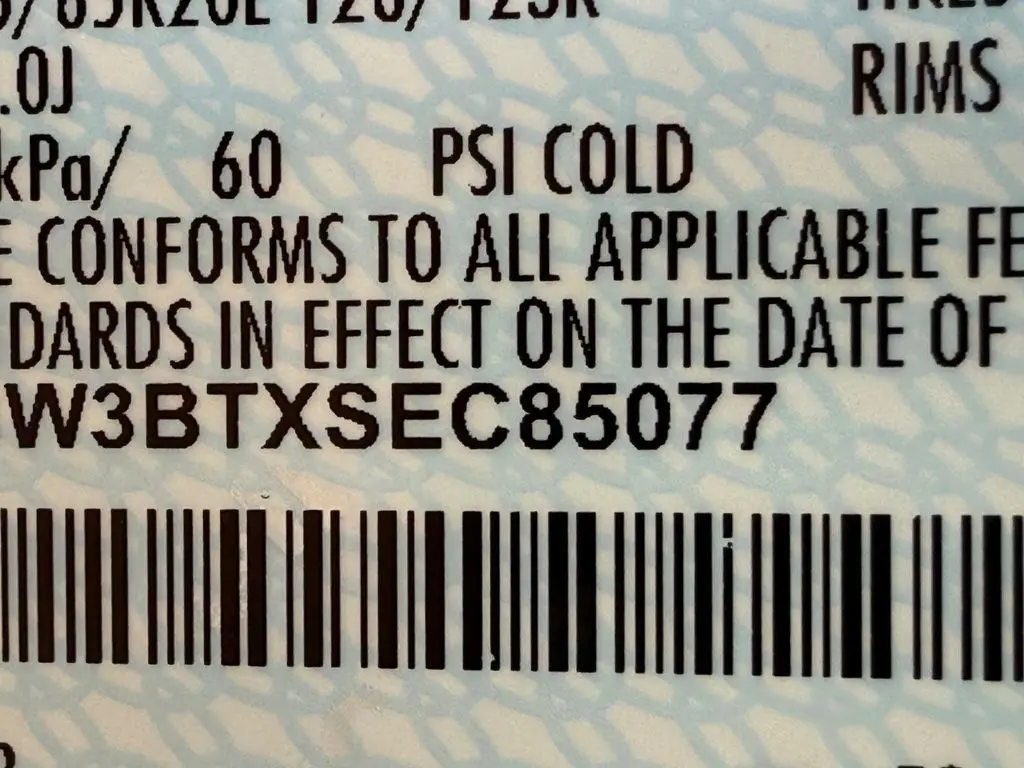 RIMS
.0J
kPa/ 60 PSI COLD
CONFORMS TO ALL APPLICABLE FE
DARDS IN EFFECT ON THE DATE OF
W3BTXSEC85077